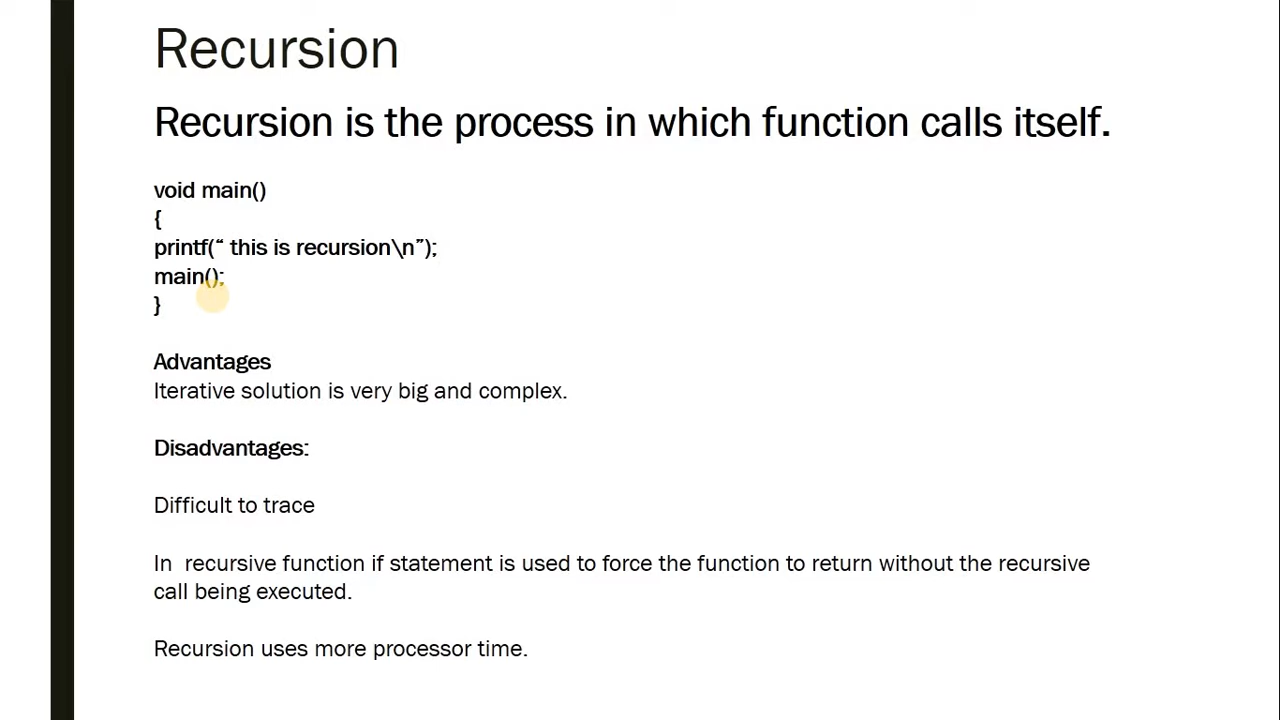 Recursion
Recursion is the process in which function calls itself.
void main()
{
printf(“ this is recursion\n”);
main();
}
Advantages
Iterative solution is very big and complex.
Disadvantages:
Difficult to trace
In  recursive function if statement is used to force the function to return without the recursive
call being executed.
Recursion uses more processor time.